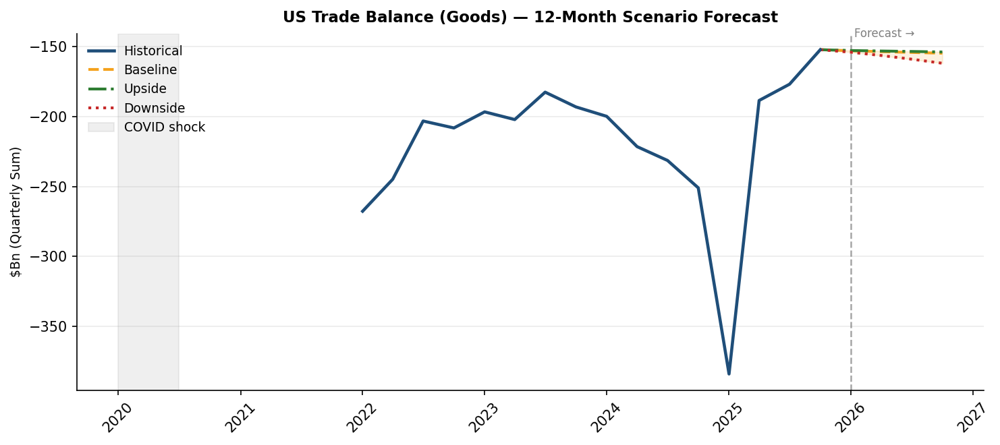 US Trade Balance (Goods) — 12-Month Scenario Forecast
Forecast →
Historical
Baseline
Upside
Downside
COVID shock
$Bn (Quarterly Sum)
−150
−200
−250
−300
−350
2020
2021
2022
2023
2024
2025
2026
2027